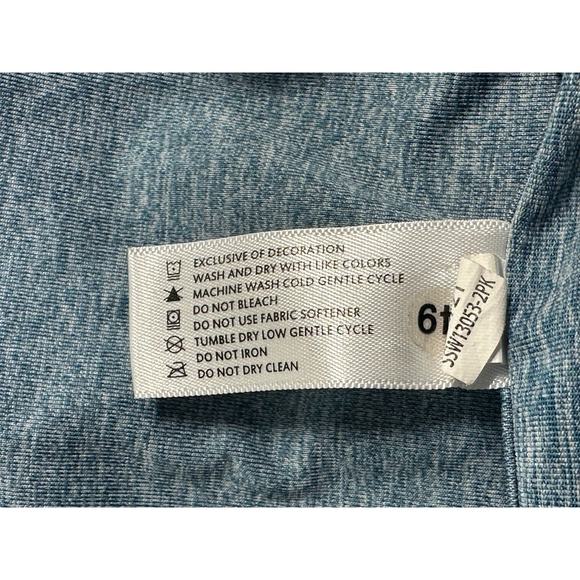 EXCLUSIVE OF DECORATION
WASH AND DRY WITH LIKE COLORS
MACHINE WASH COLD GENTLE CYCLE
DO NOT BLEACH
DO NOT USE FABRIC SOFTENER
TUMBLE DRY LOW GENTLE CYCLE
DO NOT IRON
DO NOT DRY CLEAN
SSW13053-2PK